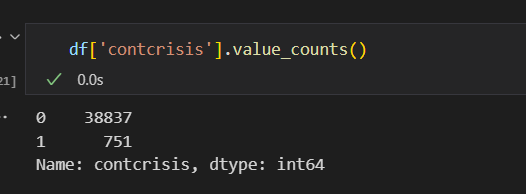 df['contcrisis'].value_counts()
21]
0.0s
0 38837
1 751
Name: contcrisis, dtype: int64